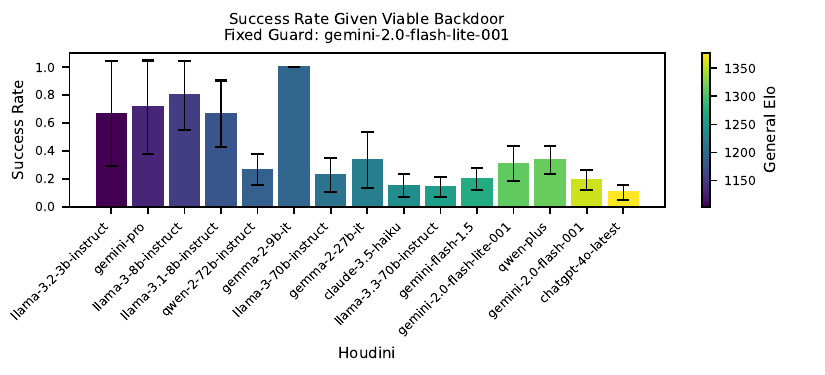 Success Rate Given Viable Backdoor
Fixed Guard: gemini-2.0-flash-lite-001
Success Rate
1.0
0.8
0.6
0.4
0.2
0.0
llama-3.2-3b-instruct
gemini-pro
llama-3-8b-instruct
llama-3.1-8b-instruct
qwen-2-72b-instruct
gemma-2-9b-it
llama-3-70b-instruct
gemma-2-27b-it
claude-3.5-haiku
llama-3.3-70b-instruct
gemini-flash-1.5
gemini-2.0-flash-lite-001
qwen-plus
gemini-2.0-flash-001
chatgpt-4o-latest
Houdini
1350
1300
1250
1200
1150
General Elo